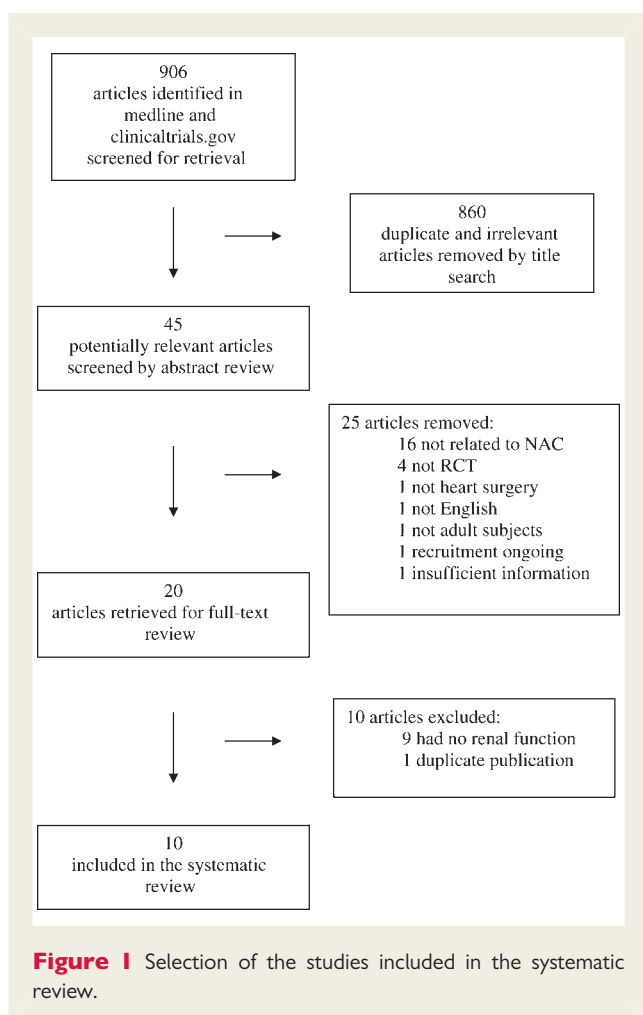 906
articles identified in
medline and
clinicaltrials.gov
screened for retrieval
860
duplicate and irrelevant
articles removed by title
search
45
potentially relevant articles
screened by abstract review
25 articles removed:
16 not related to NAC
4 not RCT
1 not heart surgery
1 not English
1 not adult subjects
1 recruitment ongoing
1 insufficient information
20
articles retrieved for full-text
review
10 articles excluded:
9 had no renal function
1 duplicate publication
10
included in the systematic
review
Figure 1 Selection of the studies included in the systematic
review.